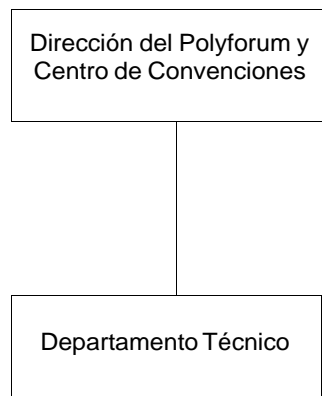 Dirección del Polyforum y
Centro de Convenciones
Departamento Técnico